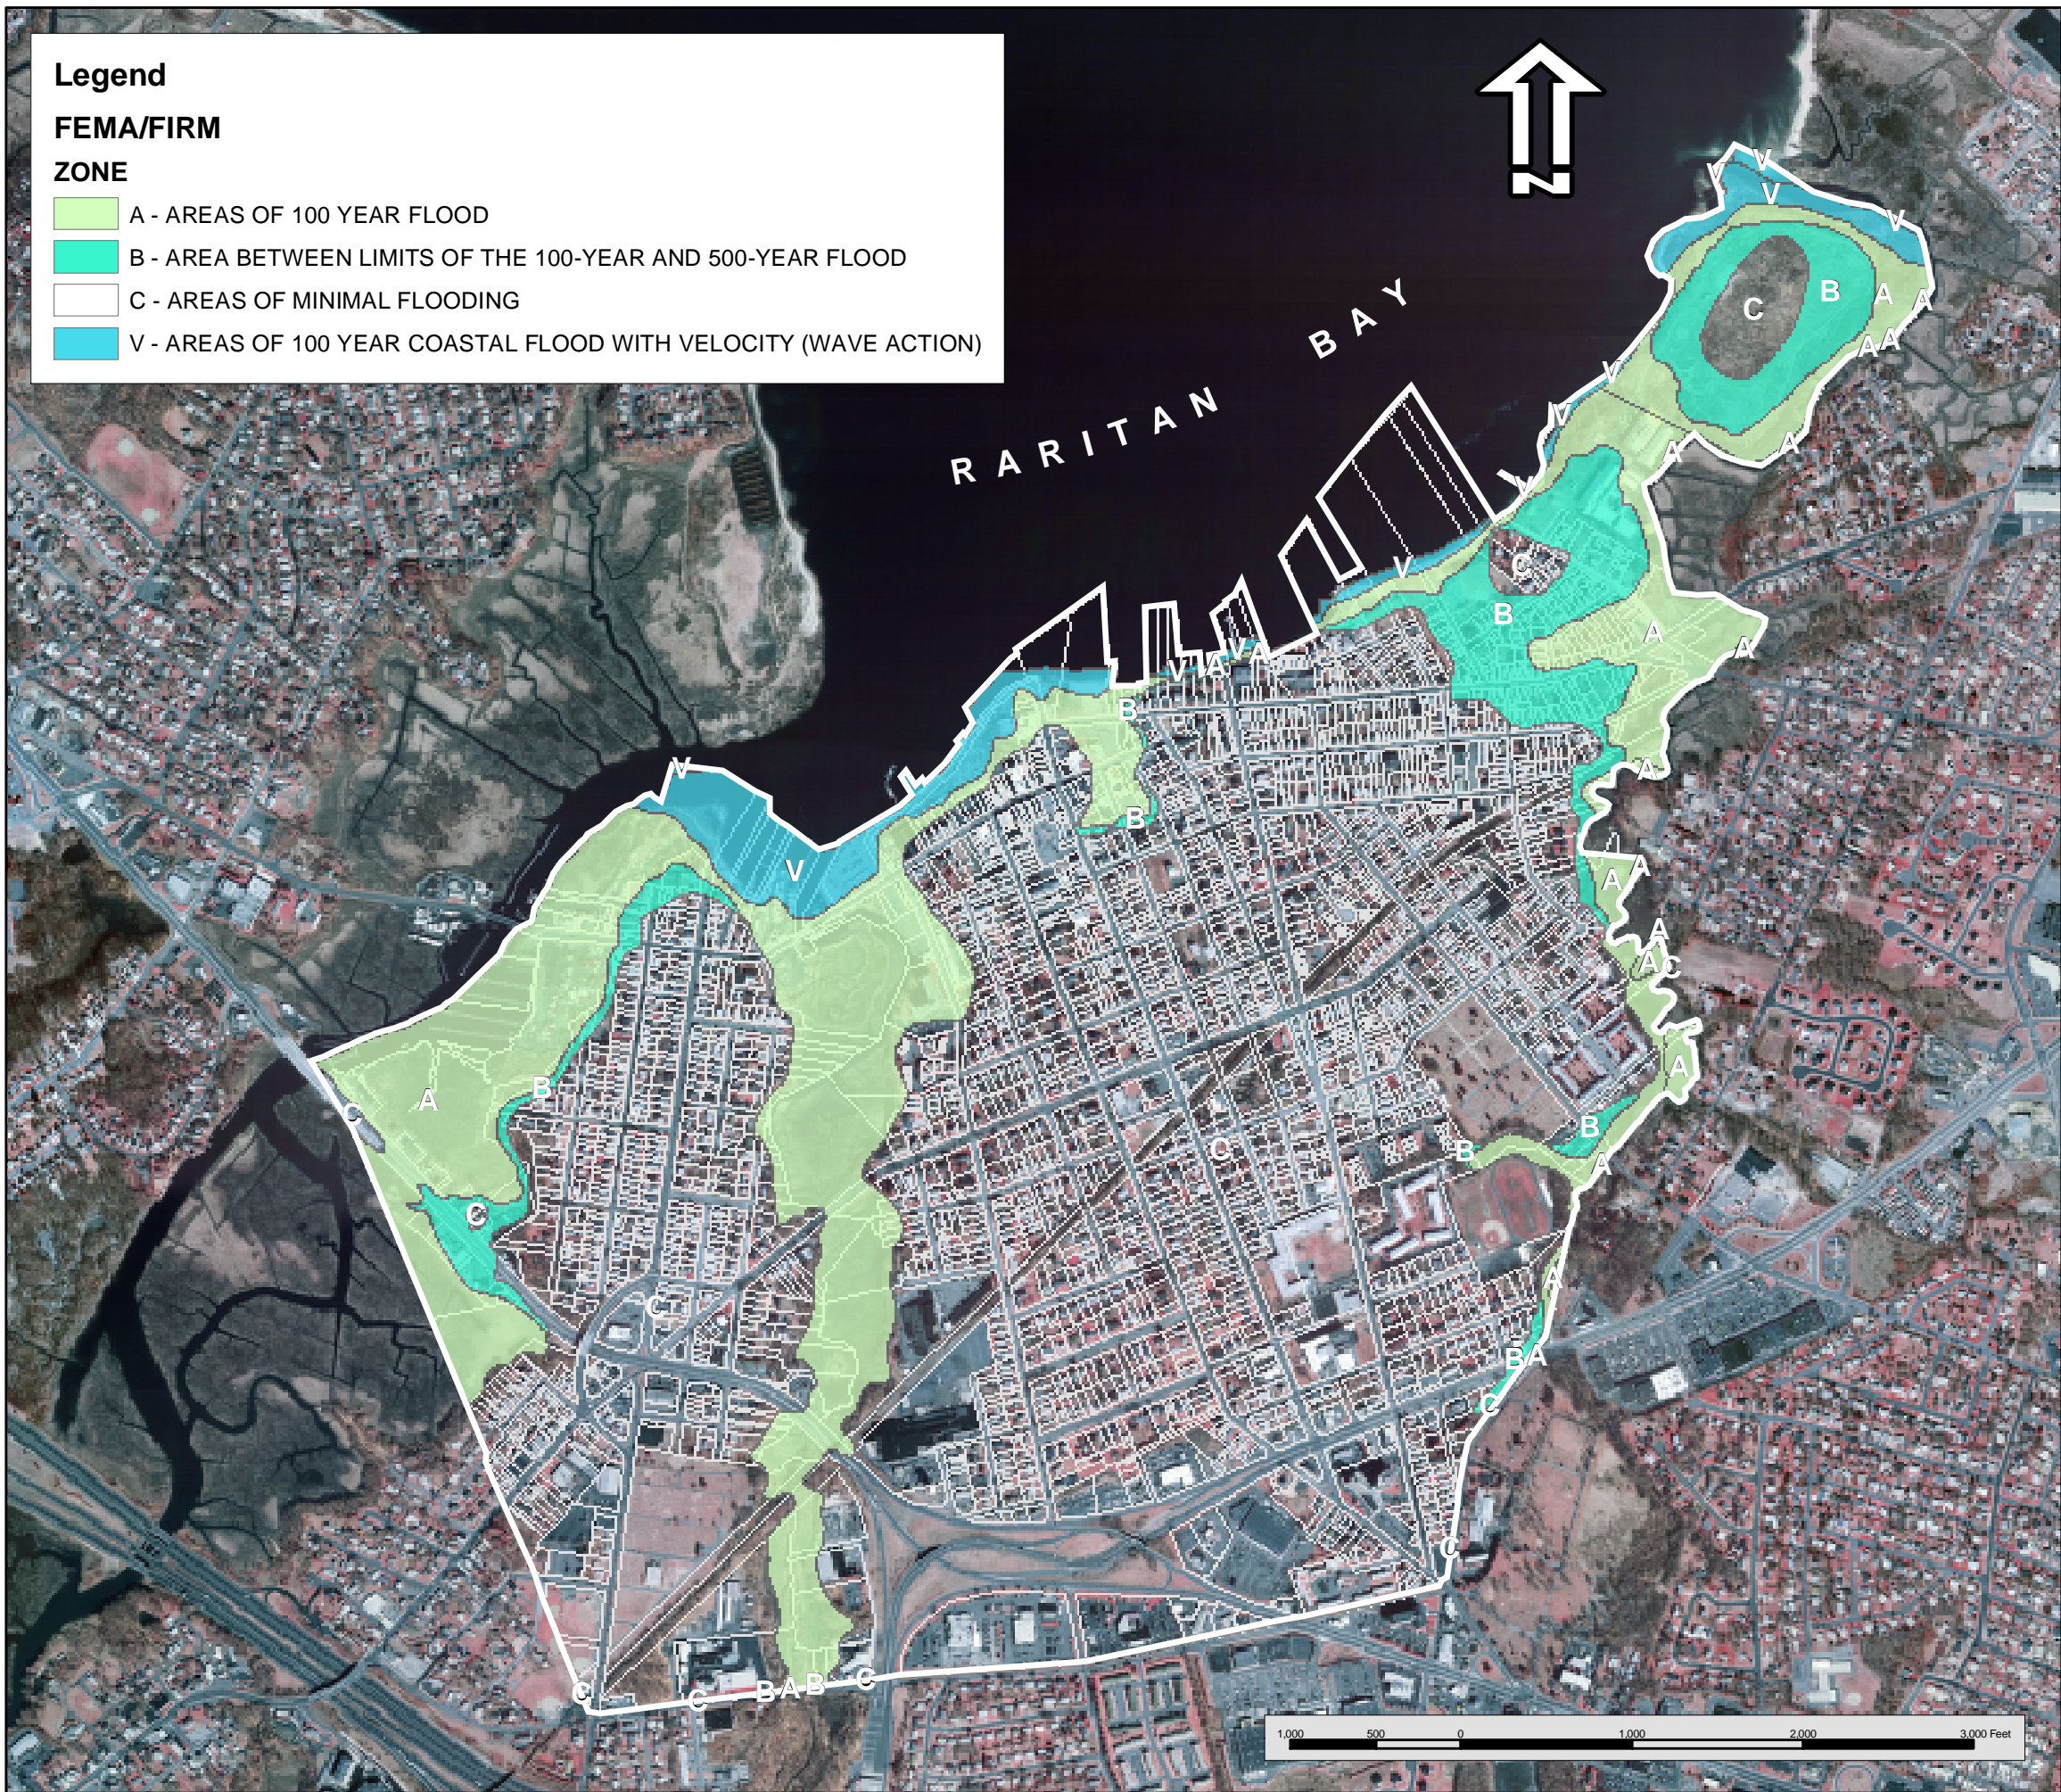 Legend
FEMA/FIRM
ZONE
A - AREAS OF 100 YEAR FLOOD
B - AREA BETWEEN LIMITS OF THE 100-YEAR AND 500-YEAR FLOOD
C - AREAS OF MINIMAL FLOODING
V - AREAS OF 100 YEAR COASTAL FLOOD WITH VELOCITY (WAVE ACTION)
N
RARITAN BAY
V
V
V
V
C
B
A
A
A
A
V
V
A
A
V
V
C
B
A
A
V
A
V
A
B
V
A
B
V
A
A
A
A
A
C
A
B
A
C
B
B
C
A
C
A
C
B
A
C
C
C
C
B
A
B
C
1,000 500 0 1,000 2,000 3,000 Feet